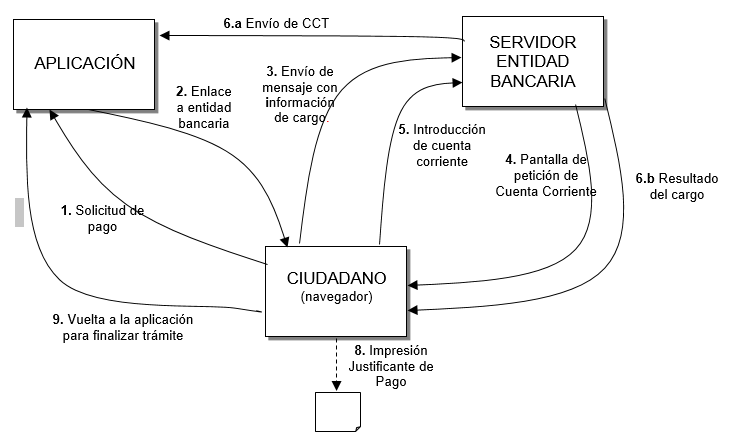 6.a Envío de CCT
APLICACIÓN
SERVIDOR
ENTIDAD
BANCARIA
2. Enlace
a entidad
bancaria
3. Envío de
mensaje con
información
de cargo.
5. Introducción
de cuenta
corriente
4. Pantalla de
petición de
Cuenta Corriente
6.b Resultado
del cargo
1. Solicitud de
pago
CIUDADANO
(navegador)
9. Vuelta a la aplicación
para finalizar trámite
8. Impresión
Justificante de
Pago